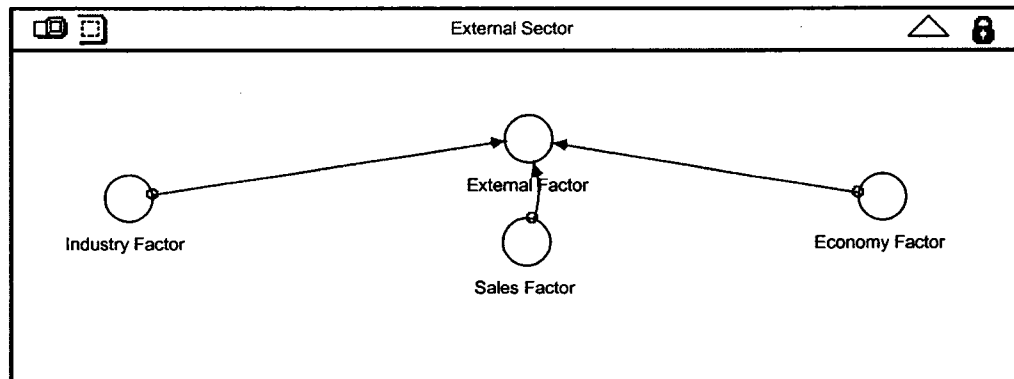 External Sector
External Factor
Industry Factor
Economy Factor
Sales Factor